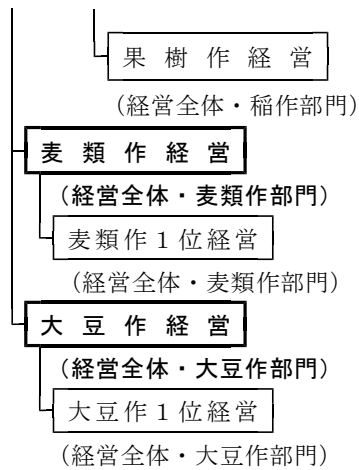 果樹作経営
(経営全体・稲作部門)
麦類作経営
(経営全体・麦類作部門)
麦類作１位経営
(経営全体・麦類作部門)
大豆作経営
(経営全体・大豆作部門)
大豆作１位経営
(経営全体・大豆作部門)